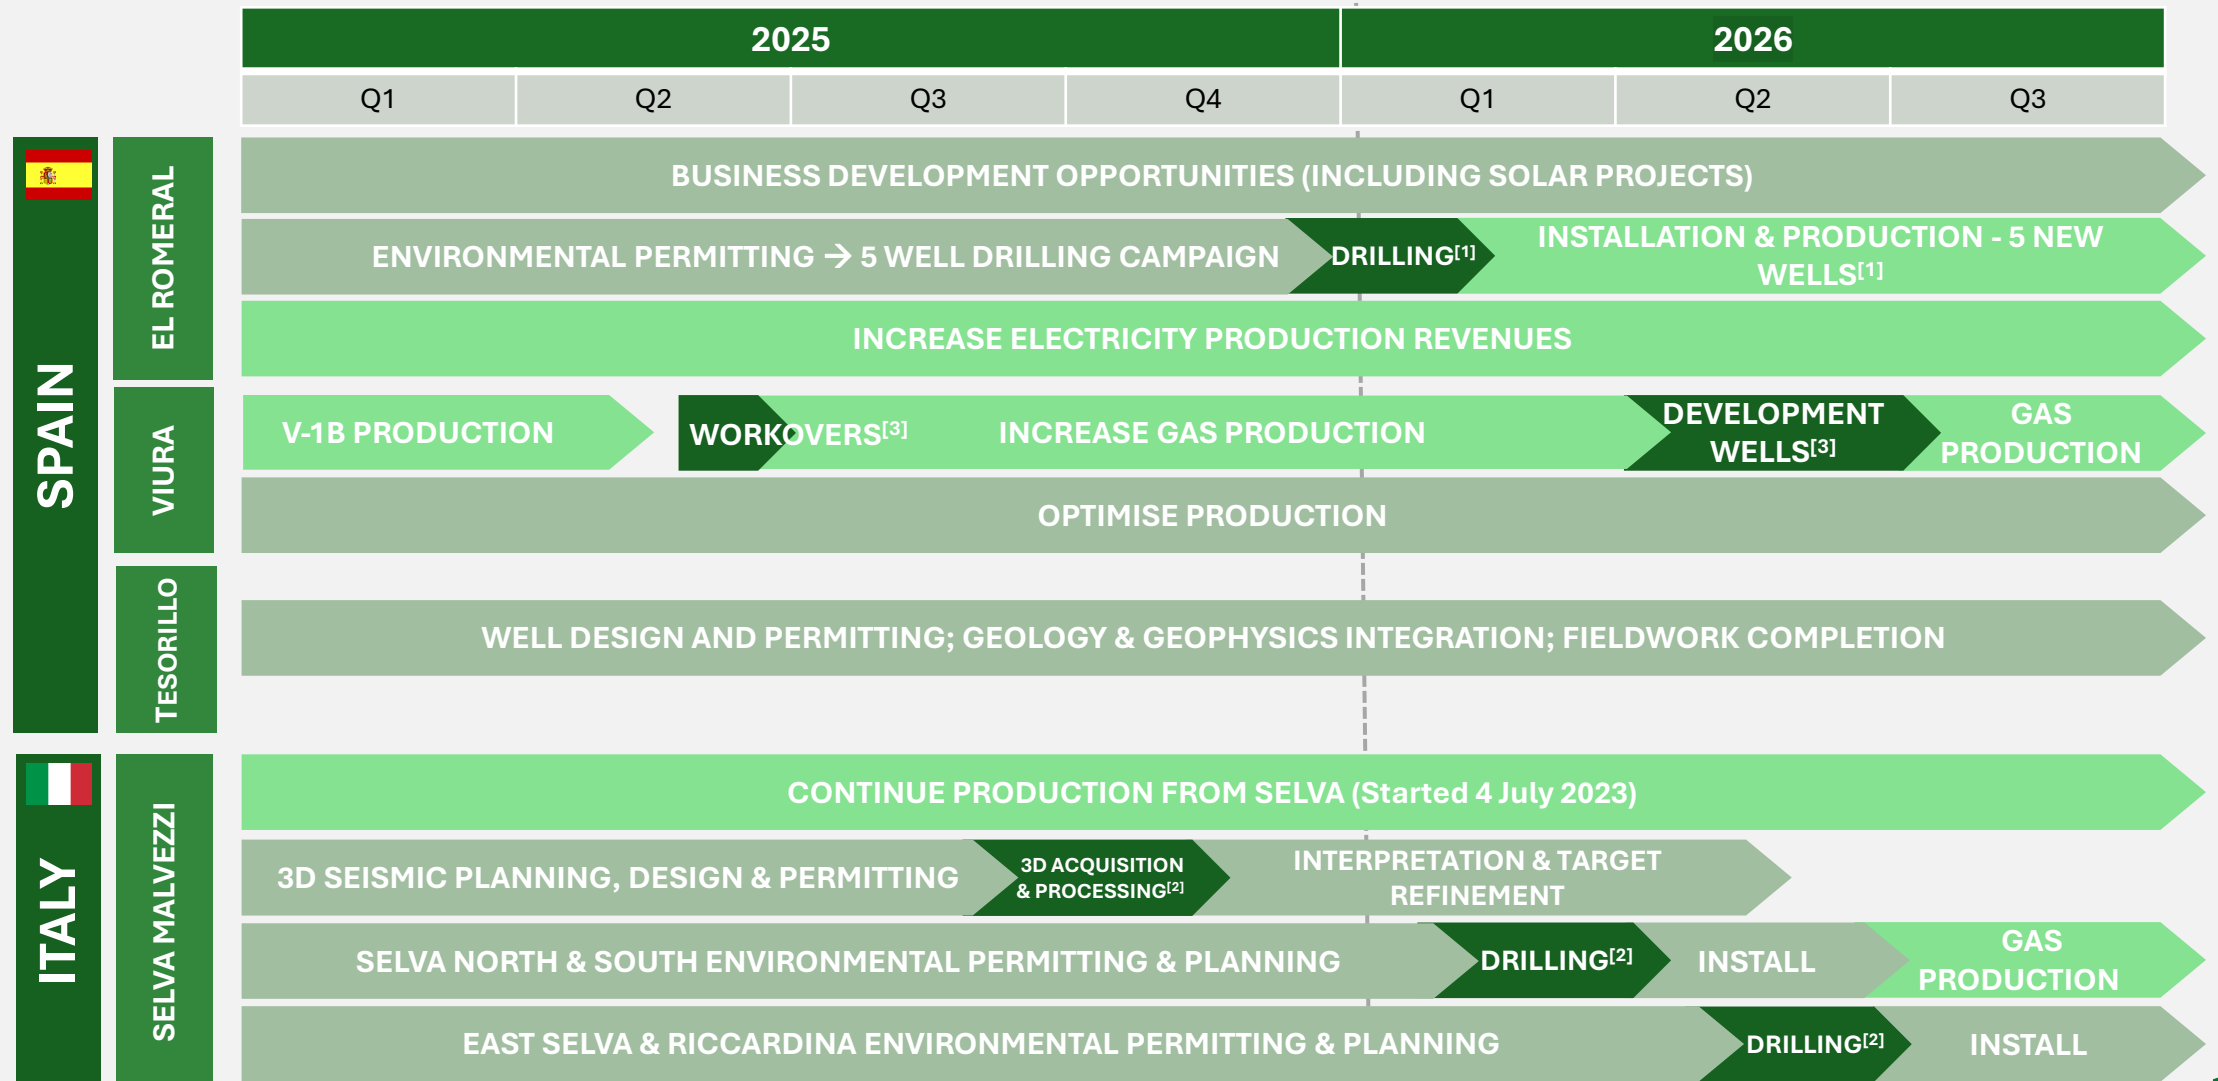 2025
2026
Q1
Q2
Q3
Q4
Q1
Q2
Q3
SPAIN
EL ROMERAL
BUSINESS DEVELOPMENT OPPORTUNITIES (INCLUDING SOLAR PROJECTS)
ENVIRONMENTAL PERMITTING → 5 WELL DRILLING CAMPAIGN
DRILLING[1]
INSTALLATION & PRODUCTION - 5 NEW
WELLS[1]
INCREASE ELECTRICITY PRODUCTION REVENUES
VIURA
V-1B PRODUCTION
WORKOVERS[3]
INCREASE GAS PRODUCTION
DEVELOPMENT
WELLS[3]
GAS
PRODUCTION
OPTIMISE PRODUCTION
TESORILLO
WELL DESIGN AND PERMITTING; GEOLOGY & GEOPHYSICS INTEGRATION; FIELDWORK COMPLETION
ITALY
SELVA MALVEZZI
CONTINUE PRODUCTION FROM SELVA (Started 4 July 2023)
3D SEISMIC PLANNING, DESIGN & PERMITTING
3D ACQUISITION
& PROCESSING[2]
INTERPRETATION & TARGET
REFINEMENT
SELVA NORTH & SOUTH ENVIRONMENTAL PERMITTING & PLANNING
DRILLING[2]
INSTALL
GAS
PRODUCTION
EAST SELVA & RICCARDINA ENVIRONMENTAL PERMITTING & PLANNING
DRILLING[2]
INSTALL